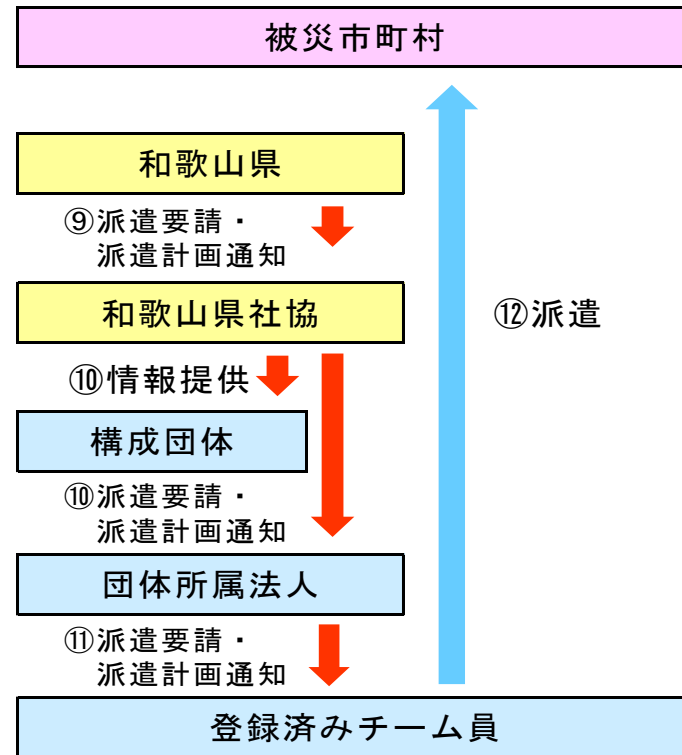 被災市町村
和歌山県
⑨派遣要請・
派遣計画通知
和歌山県社協
⑫派遣
⑩情報提供
構成団体
⑩派遣要請・
派遣計画通知
団体所属法人
⑪派遣要請・
派遣計画通知
登録済みチーム員